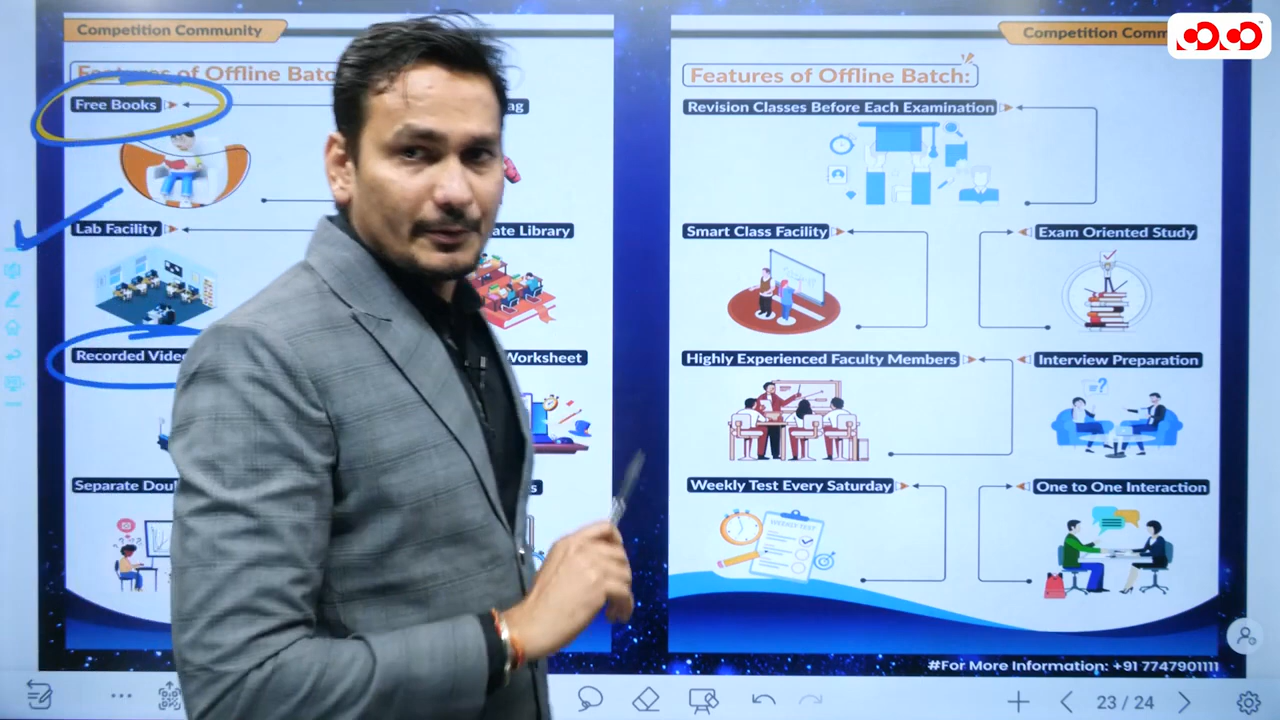 Competition Community
Features of Offline Batc
Free Books
ag
Lab Facility
ate Library
Recorded Vide
Worksheet
Separate Dou
s
Competition Comm
Features of Offline Batch:
Revision Classes Before Each Examination
Smart Class Facility
Exam Oriented Study
Highly Experienced Faculty Members
Interview Preparation
Weekly Test Every Saturday
WEEKLY TEST
One to One Interaction
#For More Information: +91 7747901111
23 / 24